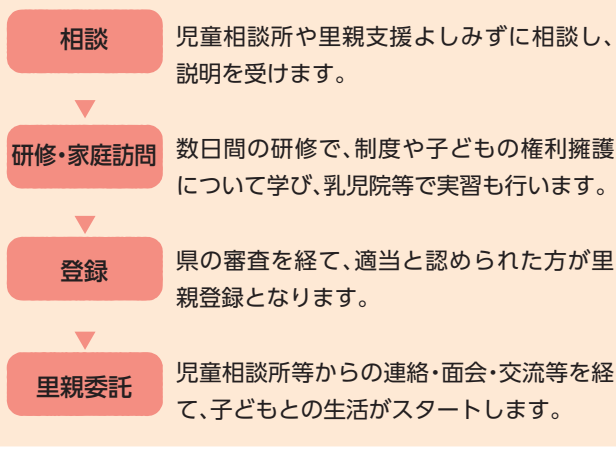 相談
児童相談所や里親支援よしみずに相談し、
説明を受けます。
研修・家庭訪問
数日間の研修で、制度や子どもの権利擁護
について学び、乳児院等で実習も行います。
登録
県の審査を経て、適当と認められた方が里
親登録となります。
里親委託
児童相談所等からの連絡・面会・交流等を経
て、子どもとの生活がスタートします。